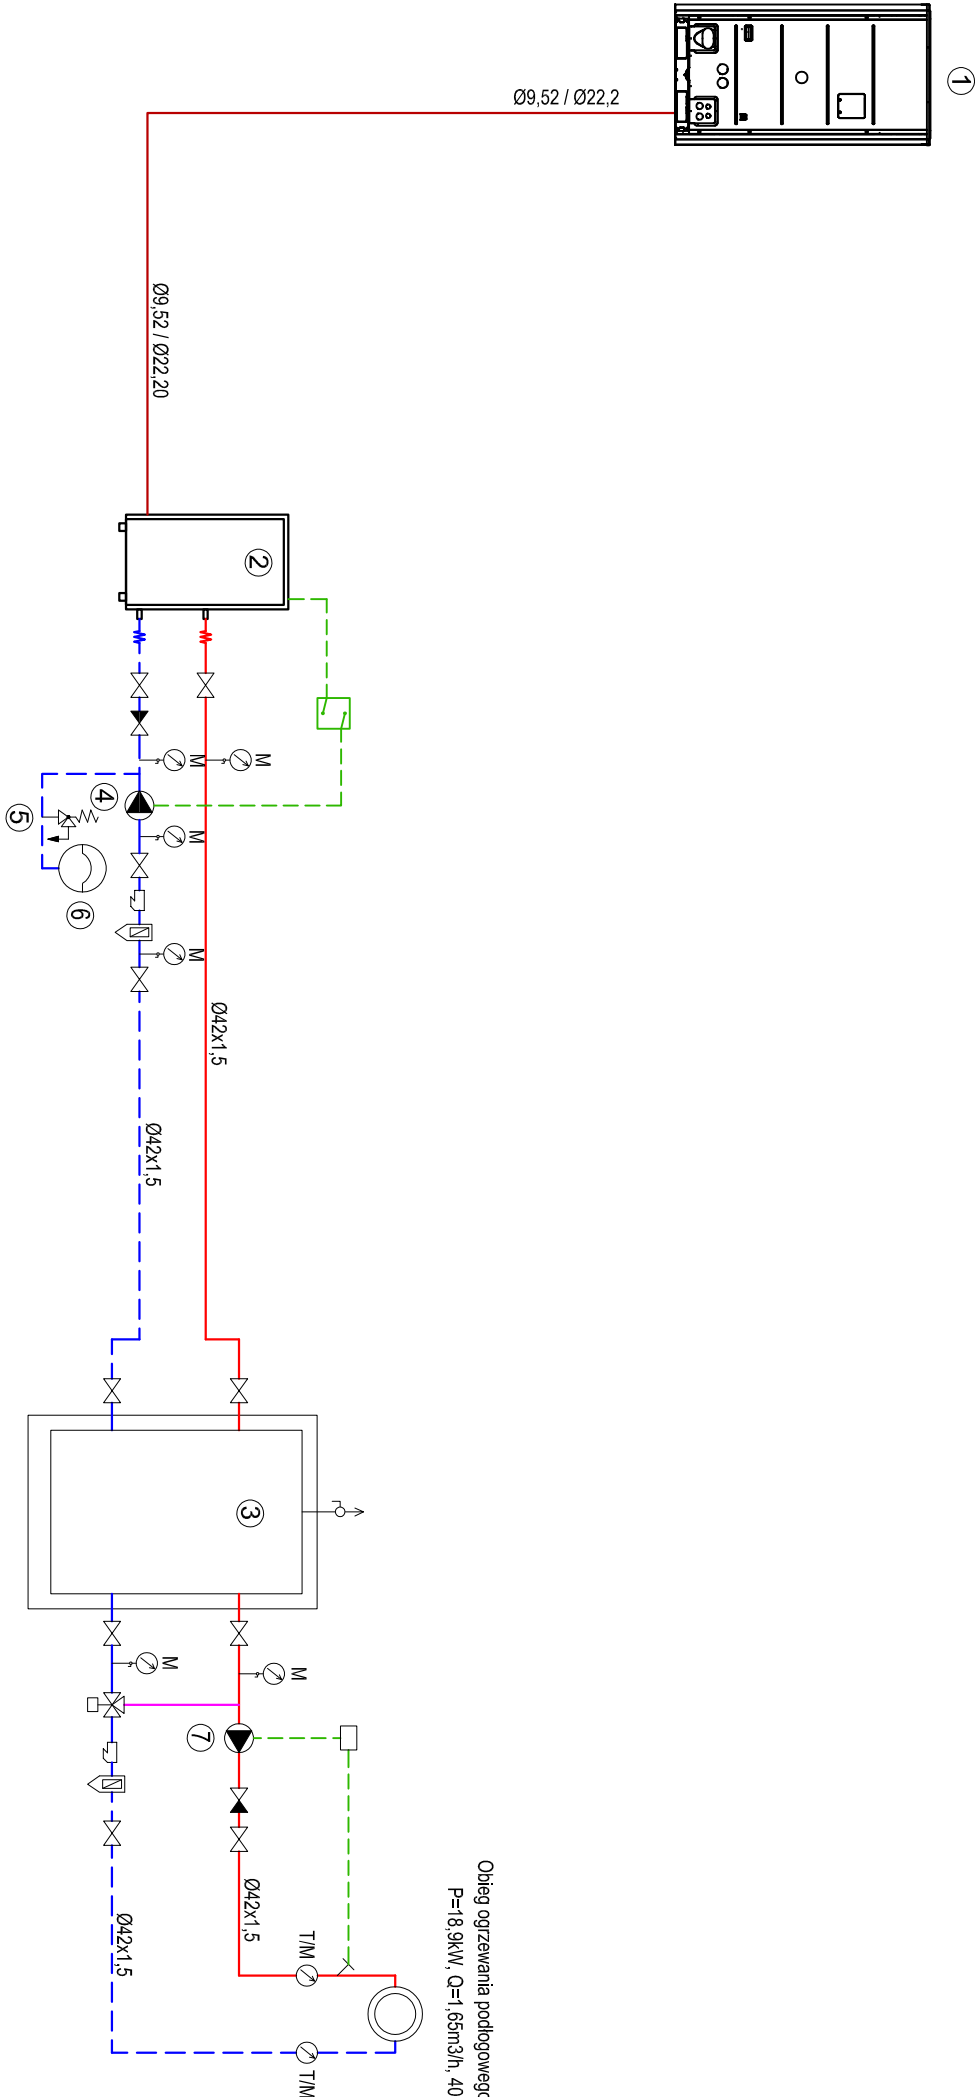 1
Ø9,52 / Ø22,2
Ø9,52 / Ø22,20
2
M
M
4
5
M
6
M
Ø42x1,5
Ø42x1,5
3
M
M
7
Ø42x1,5
Ø42x1,5
T/M
T/M
Obieg ogrzewania podłogowego
P=18,9kW, Q=1,65m3/h, 40